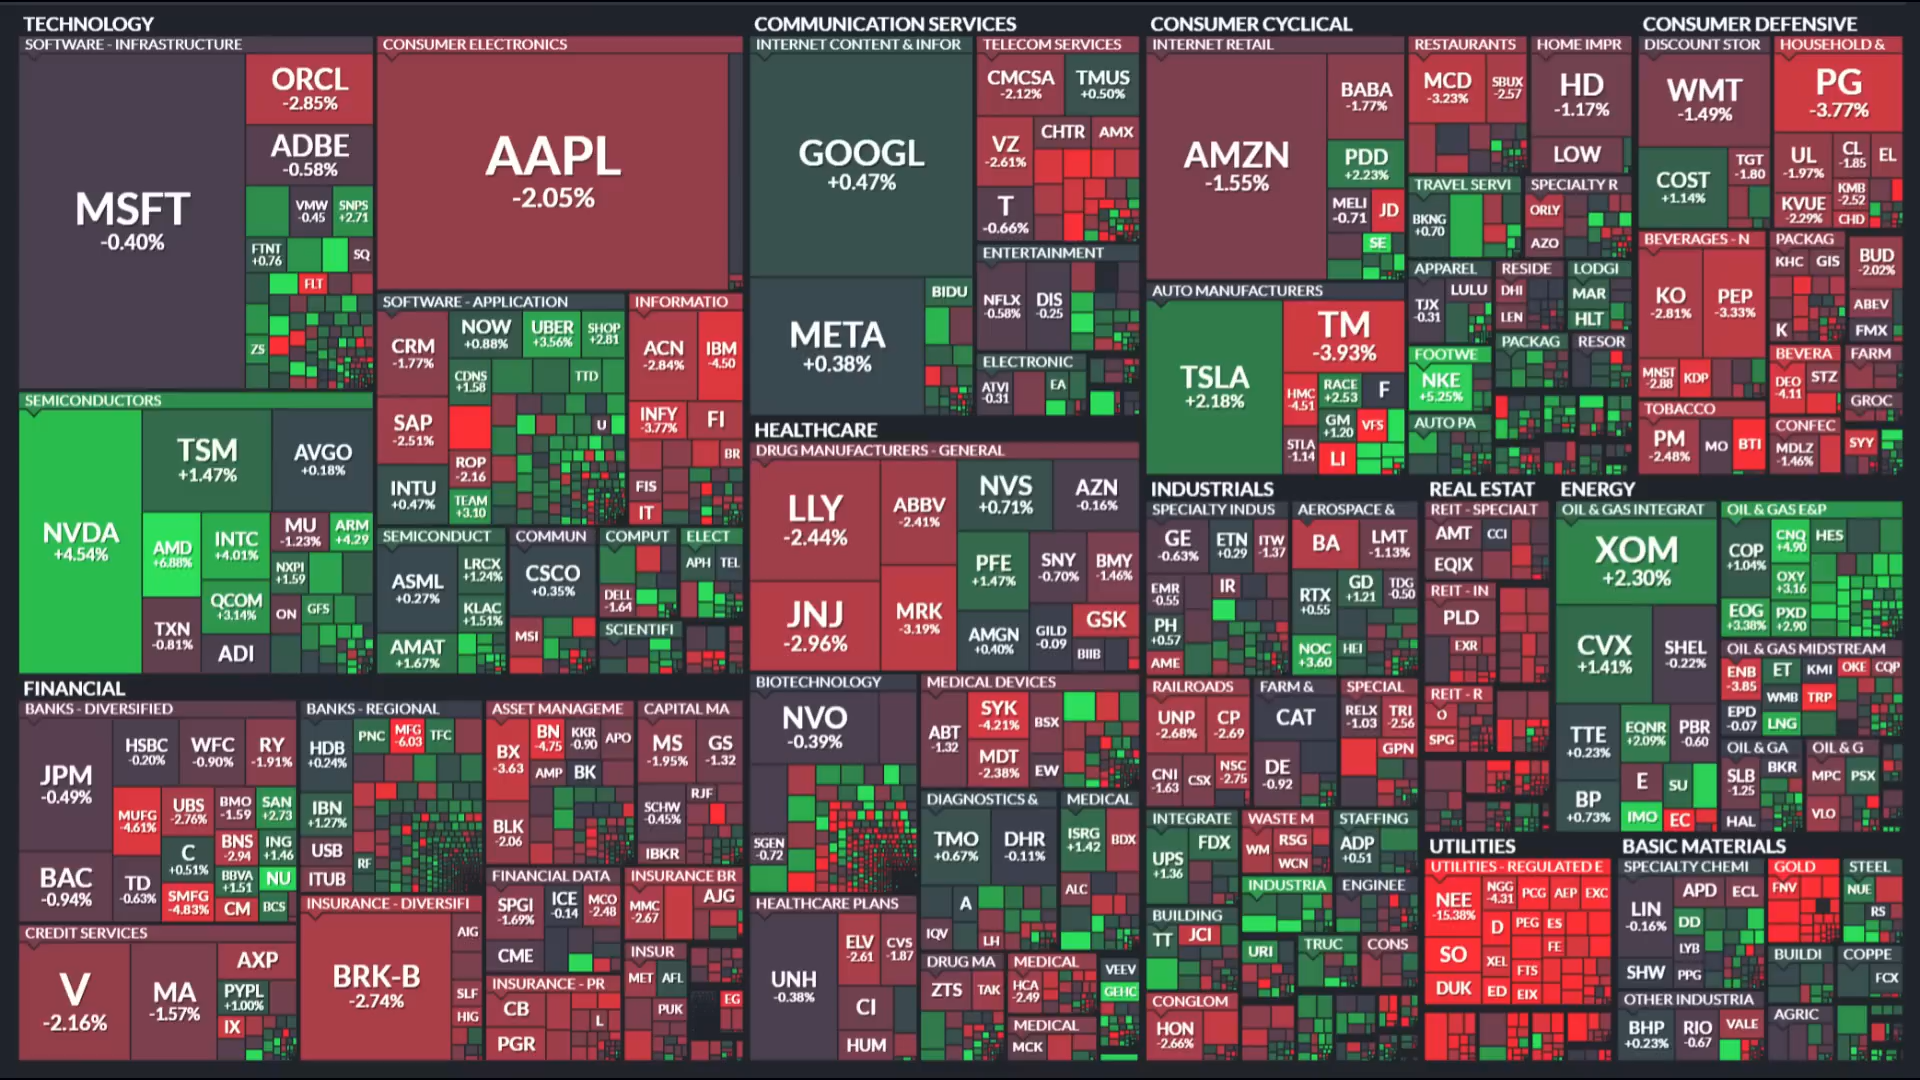 TECHNOLOGY
SOFTWARE - INFRASTRUCTURE
MSFT
-0.40%
ORCL
-2.85%
ADBE
-0.58%
VMW
-0.45
SNPS
+2.71
FTNT
+0.76
SQ
FLT
ZS
CONSUMER ELECTRONICS
AAPL
-2.05%
SOFTWARE - APPLICATION
CRM
-1.77%
NOW
+0.88%
UBER
+3.56%
SHOP
+2.81
CDNS
+1.58
TTD
SAP
-2.51%
U
ROP
-2.16
INTU
+0.47%
TEAM
+3.10
INFORMATIO
ACN
-2.84%
IBM
-4.50
INFY
-3.77%
FI
BR
FIS
IT
SEMICONDUCTORS
NVDA
+4.54%
TSM
+1.47%
AVGO
+0.18%
AMD
+6.88%
INTC
+4.01%
MU
-1.23%
ARM
+4.29
NXPI
+1.59
QCOM
+3.14%
ON
GFS
TXN
-0.81%
ADI
SEMICONDUCT
ASML
+0.27%
LRCX
+1.24%
KLAC
+1.51%
AMAT
+1.67%
COMMUN
CSCO
+0.35%
MSI
COMPUT
DELL
-1.64
ELECT
APH
TEL
SCIENTIFI
FINANCIAL
BANKS - DIVERSIFIED
JPM
-0.49%
HSBC
-0.20%
WFC
-0.90%
RY
-1.91%
MUFG
-4.61%
UBS
-2.76%
BMO
-1.59
SAN
+2.73
C
+0.51%
BNS
-2.94
ING
+1.46
BAC
-0.94%
TD
-0.63%
SMFG
-4.83%
BBVA
+1.51
NU
CM
BCS
BANKS - REGIONAL
HDB
+0.24%
PNC
MFG
-6.03
TFC
IBN
+1.27%
USB
RF
ITUB
CREDIT SERVICES
V
-2.16%
MA
-1.57%
AXP
PYPL
+1.00%
IX
INSURANCE - DIVERSIFI
BRK-B
-2.74%
AIG
SLF
HIG
ASSET MANAGEME
BX
-3.63
BN
-4.75
KKR
-0.90
APO
AMP
BK
BLK
-2.06
CAPITAL MA
MS
-1.95%
GS
-1.32
SCHW
-0.45%
RJF
IBKR
FINANCIAL DATA
SPGI
-1.69%
ICE
-0.14
MCO
-2.48
CME
INSURANCE BR
MMC
-2.67
AJG
INSURANCE - PR
CB
L
PGR
INSUR
MET
AFL
PUK
EG
COMMUNICATION SERVICES
INTERNET CONTENT & INFOR
GOOGL
+0.47%
META
+0.38%
BIDU
TELECOM SERVICES
CMCSA
-2.12%
TMUS
+0.50%
VZ
-2.61%
CHTR
AMX
T
-0.66%
ENTERTAINMENT
NFLX
-0.58%
DIS
-0.25
ELECTRONIC
ATVI
-0.31
EA
HEALTHCARE
DRUG MANUFACTURERS - GENERAL
LLY
-2.44%
ABBV
-2.41%
NVS
+0.71%
AZN
-0.16%
JNJ
-2.96%
MRK
-3.19%
PFE
+1.47%
SNY
-0.70%
BMY
-1.46%
AMGN
+0.40%
GILD
-0.09
GSK
BIIB
BIOTECHNOLOGY
NVO
-0.39%
SGEN
-0.72
MEDICAL DEVICES
ABT
-1.32
SYK
-4.21%
BSX
MDT
-2.38%
EW
DIAGNOSTICS &
TMO
+0.67%
DHR
-0.11%
A
IQV
LH
MEDICAL
ISRG
+1.42
BDX
ALC
HEALTHCARE PLANS
UNH
-0.38%
ELV
-2.61
CVS
-1.87
CI
HUM
DRUG MA
ZTS
TAK
MEDICAL
HCA
-2.49
VEEV
GEHC
MEDICAL
MCK
CONSUMER CYCLICAL
INTERNET RETAIL
AMZN
-1.55%
BABA
-1.77%
PDD
+2.23%
MELI
-0.71
JD
SE
RESTAURANTS
MCD
-3.23%
SBUX
-2.57
HOME IMPR
HD
-1.17%
LOW
TRAVEL SERVI
BKNG
+0.70
SPECIALTY R
ORLY
AZO
AUTO MANUFACTURERS
TSLA
+2.18%
TM
-3.93%
HMC
-4.51
RACE
+2.53
F
GM
+1.20
VFS
STLA
-1.14
LI
APPAREL
TJX
-0.31
LULU
RESIDE
DHI
LEN
LODGI
MAR
HLT
FOOTWE
NKE
+5.25%
PACKAG
RESOR
AUTO PA
CONSUMER DEFENSIVE
DISCOUNT STOR
WMT
-1.49%
COST
+1.14%
TGT
-1.80
HOUSEHOLD &
PG
-3.77%
UL
-1.97%
CL
-1.85
EL
KVUE
-2.29%
KMB
-2.52
CHD
BEVERAGES - N
KO
-2.81%
PEP
-3.33%
MNST
-2.88
KDP
PACKAG
KHC
GIS
K
BUD
-2.02%
ABEV
FMX
BEVERA
DEO
-4.11
STZ
FARM
GROC
TOBACCO
PM
-2.48%
MO
BTI
CONFEC
MDLZ
-1.46%
SYY
INDUSTRIALS
SPECIALTY INDUS
GE
-0.63%
ETN
+0.29
ITW
-1.37
EMR
-0.55
IR
PH
+0.57
AME
AEROSPACE &
BA
LMT
-1.13%
RTX
+0.55
GD
+1.21
TDG
-0.50
NOC
+3.60
HEI
RAILROADS
UNP
-2.68%
CP
-2.69
CNI
-1.63
CSX
NSC
-2.75
FARM &
CAT
DE
-0.92
SPECIAL
RELX
-1.03
TRI
-2.56
GPN
INTEGRATE
UPS
+1.36
FDX
WASTE M
WM
RSG
WCN
STAFFING
ADP
+0.51
INDUSTRIA
ENGINEE
BUILDING
TT
JCI
URI
TRUC
CONS
CONGLOM
HON
-2.66%
REAL ESTAT
REIT - SPECIALT
AMT
CCI
EQIX
REIT - IN
PLD
EXR
REIT - R
O
SPG
ENERGY
OIL & GAS INTEGRAT
XOM
+2.30%
CVX
+1.41%
SHEL
-0.22%
TTE
+0.23%
EQNR
+2.09%
PBR
-0.60
BP
+0.73%
E
SU
IMO
EC
OIL & GAS E&P
COP
+1.04%
CNQ
+4.90
HES
OXY
+3.16
EOG
+3.38%
PXD
+2.90
OIL & GAS MIDSTREAM
ENB
-3.85
ET
KMI
OKE
CQP
WMB
TRP
EPD
-0.07
LNG
OIL & GA
SLB
-1.25
BKR
HAL
OIL & G
MPC
PSX
VLO
UTILITIES
UTILITIES - REGULATED E
NEE
-15.38%
NGG
-4.31
PCG
AEP
EXC
D
PEG
ES
SO
XEL
FE
FTS
DUK
ED
EIX
BASIC MATERIALS
SPECIALTY CHEMI
LIN
-0.16%
APD
ECL
DD
LYB
SHW
PPG
GOLD
FNV
STEEL
NUE
RS
BUILDI
COPPE
FCX
OTHER INDUSTRIA
BHP
+0.23%
RIO
-0.67
VALE
AGRIC